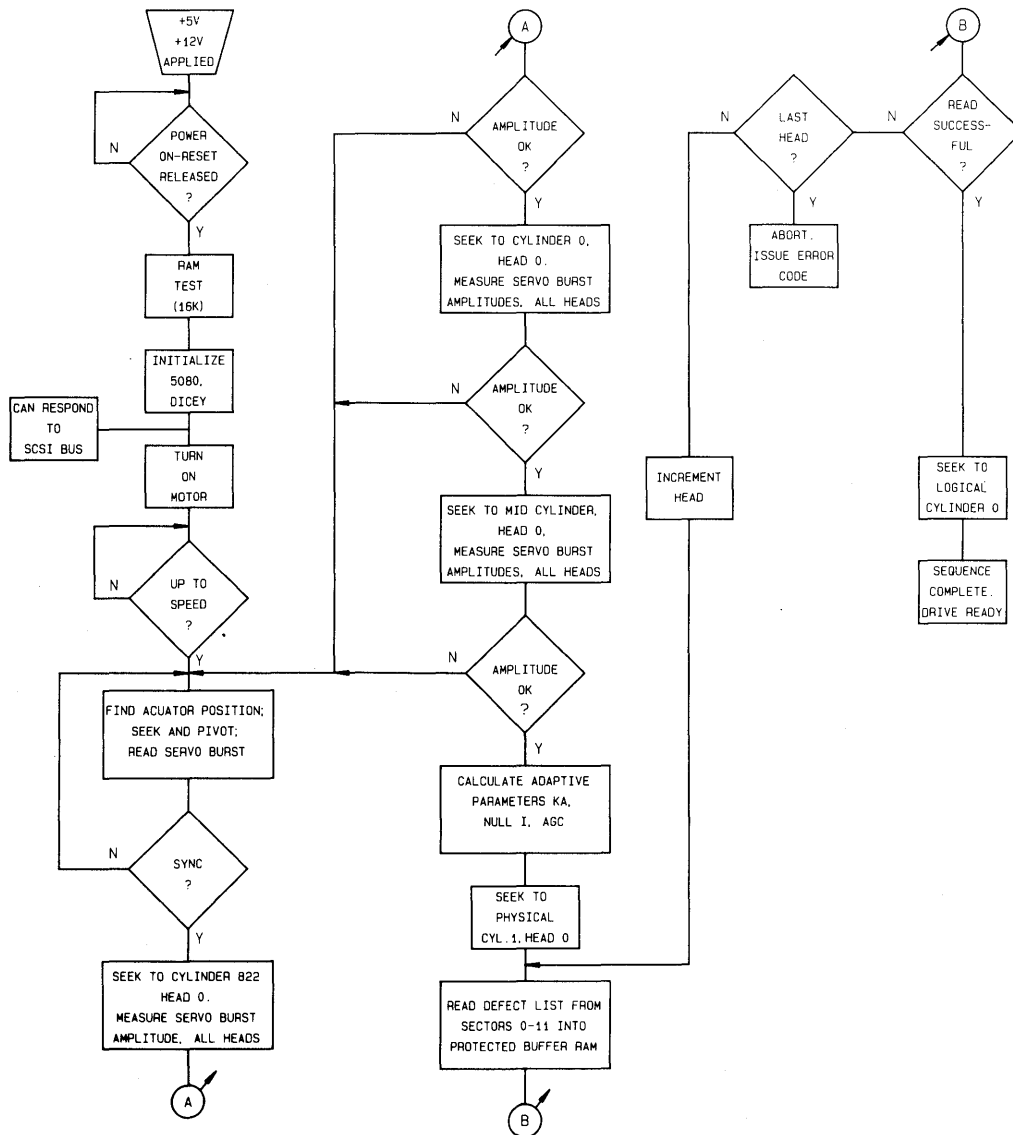 +5V
+12V
APPLIED
N
POWER
ON-RESET
RELEASED
?
Y
RAM
TEST
(16K)
INITIALIZE
5080,
DICEY
CAN RESPOND
TO
SCSI BUS
TURN
ON
MOTOR
N
UP TO
SPEED
?
Y
FIND ACUATOR POSITION;
SEEK AND PIVOT;
READ SERVO BURST
N
SYNC
?
Y
SEEK TO CYLINDER 822
HEAD 0.
MEASURE SERVO BURST
AMPLITUDE, ALL HEADS
A
A
N
AMPLITUDE
OK
?
Y
SEEK TO CYLINDER 0,
HEAD 0.
MEASURE SERVO BURST
AMPLITUDES, ALL HEADS
N
AMPLITUDE
OK
?
Y
SEEK TO MID CYLINDER,
HEAD 0,
MEASURE SERVO BURST
AMPLITUDES, ALL HEADS
N
AMPLITUDE
OK
?
Y
CALCULATE ADAPTIVE
PARAMETERS KA,
NULL I, AGC
SEEK TO
PHYSICAL
CYL.1, HEAD 0
READ DEFECT LIST FROM
SECTORS 0-11 INTO
PROTECTED BUFFER RAM
B
B
N
READ
SUCCESS-
FUL
?
Y
N
LAST
HEAD
?
Y
ABORT.
ISSUE ERROR
CODE
INCREMENT
HEAD
SEEK TO
LOGICAL
CYLINDER 0
SEQUENCE
COMPLETE.
DRIVE READY